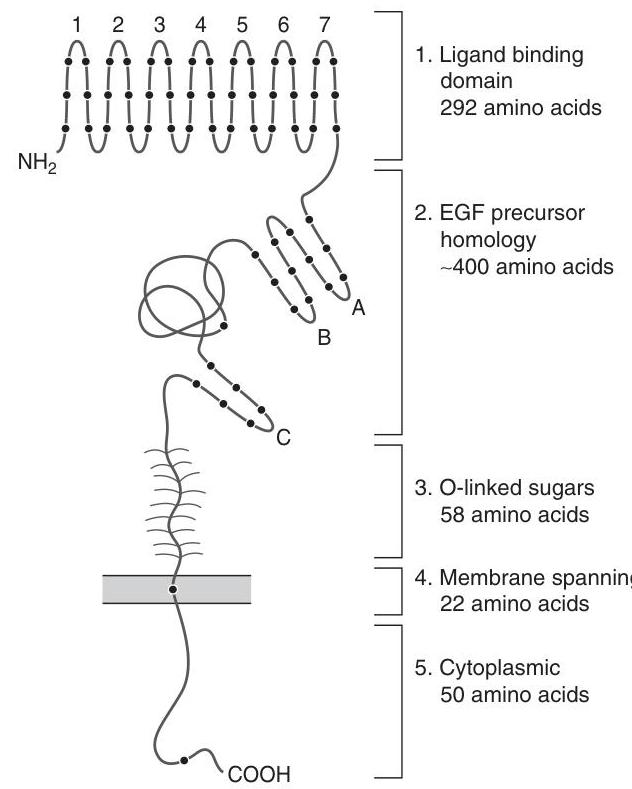 1 2 3 4 5 6 7
1. Ligand binding
domain
292 amino acids
NH2
2. EGF precursor
homology
~400 amino acids
A
B
C
3. O-linked sugars
58 amino acids
4. Membrane spanning
22 amino acids
5. Cytoplasmic
50 amino acids
COOH